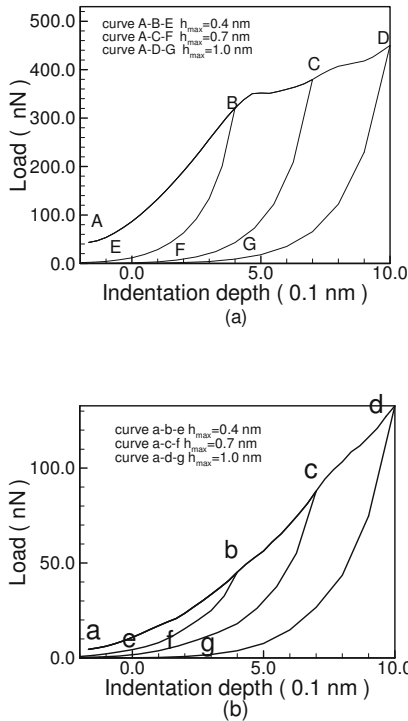 curve A-B-E h_max=0.4 nm
curve A-C-F h_max=0.7 nm
curve A-D-G h_max=1.0 nm
500.0
400.0
300.0
200.0
100.0
0.0
Load ( nN)
A
B
C
D
E
F
G
0.0 5.0 10.0
Indentation depth ( 0.1 nm )
(a)
curve a-b-e h_max=0.4 nm
curve a-c-f h_max=0.7 nm
curve a-d-g h_max=1.0 nm
100.0
50.0
0.0
Load ( nN)
a
b
c
d
e
f
g
0.0 5.0 10.0
Indentation depth ( 0.1 nm )
(b)